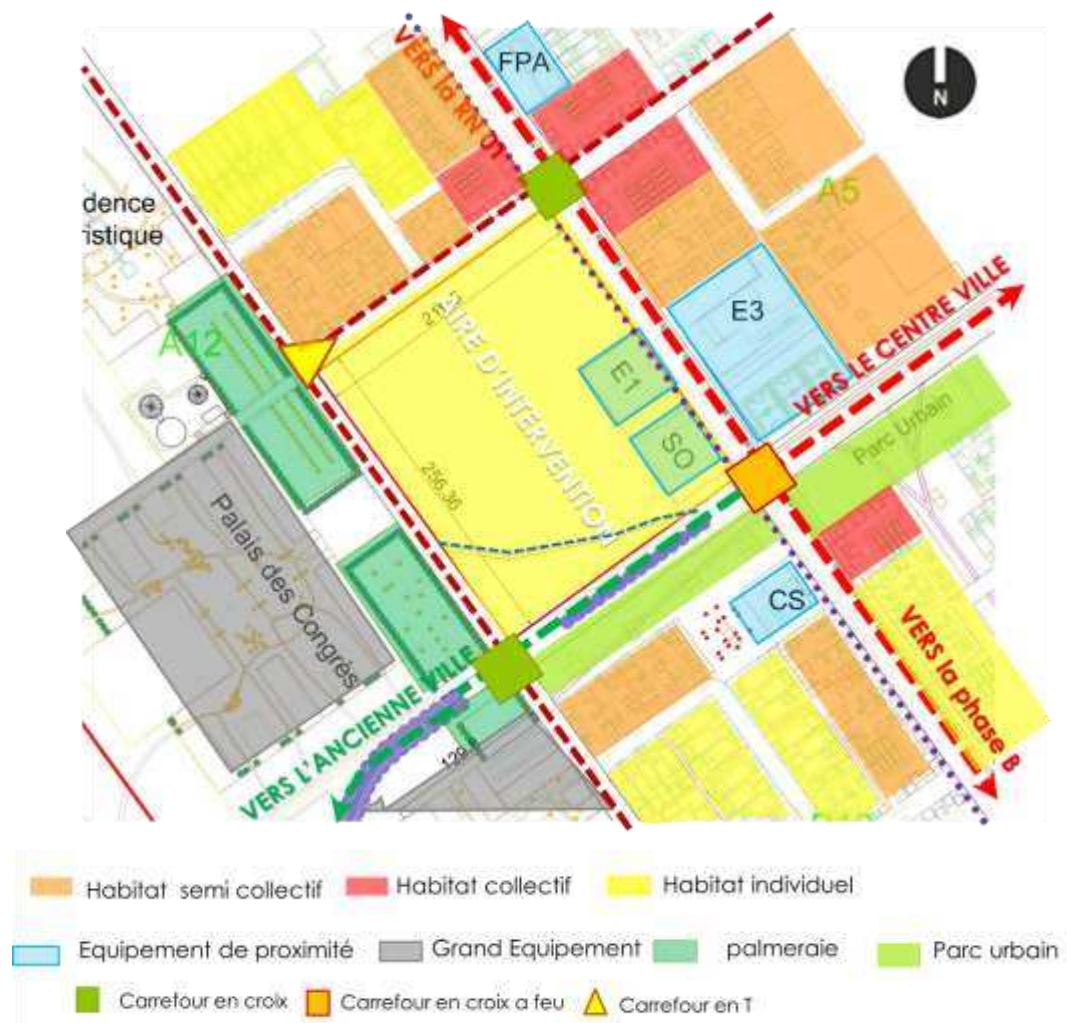 VERS la RN 01
FPA
N
dence
ristique
A5
A12
E3
VERS LE CENTRE VILLE
AIRE D'INTERVENTION
E1
SO
Parc Urbain
256,36
Palais des Congrés
CS
VERS la phase B
VERS L'ANCIENNE VILLE
Habitat semi collectif
Habitat collectif
Habitat individuel
Equipement de proximité
Grand Equipement
palmeraie
Parc urbain
Carrefour en croix
Carrefour en croix a feu
Carrefour en T